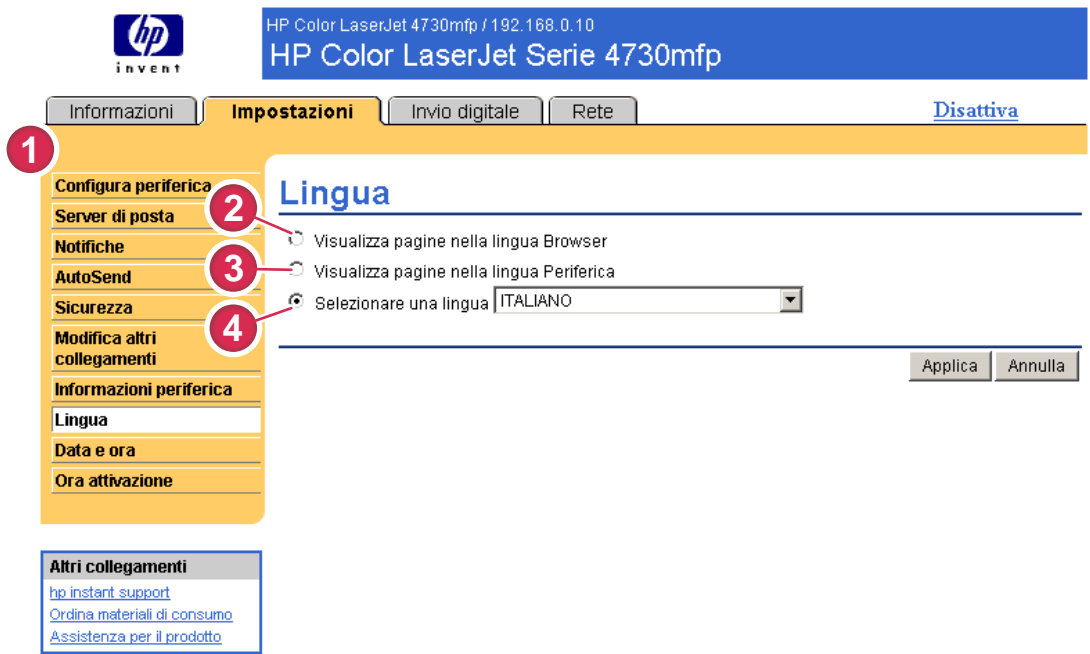 hp
invent
HP Color LaserJet 4730mfp / 192.168.0.10
HP Color LaserJet Serie 4730mfp
Informazioni
Impostazioni
Invio digitale
Rete
Disattiva
1
Configura periferica
Server di posta
Notifiche
AutoSend
Sicurezza
Modifica altri
collegamenti
Informazioni periferica
Lingua
Data e ora
Ora attivazione
Lingua
2
Visualizza pagine nella lingua Browser
3
Visualizza pagine nella lingua Periferica
4
Selezionare una lingua ITALIANO
Applica
Annulla
Altri collegamenti
hp instant support
Ordina materiali di consumo
Assistenza per il prodotto